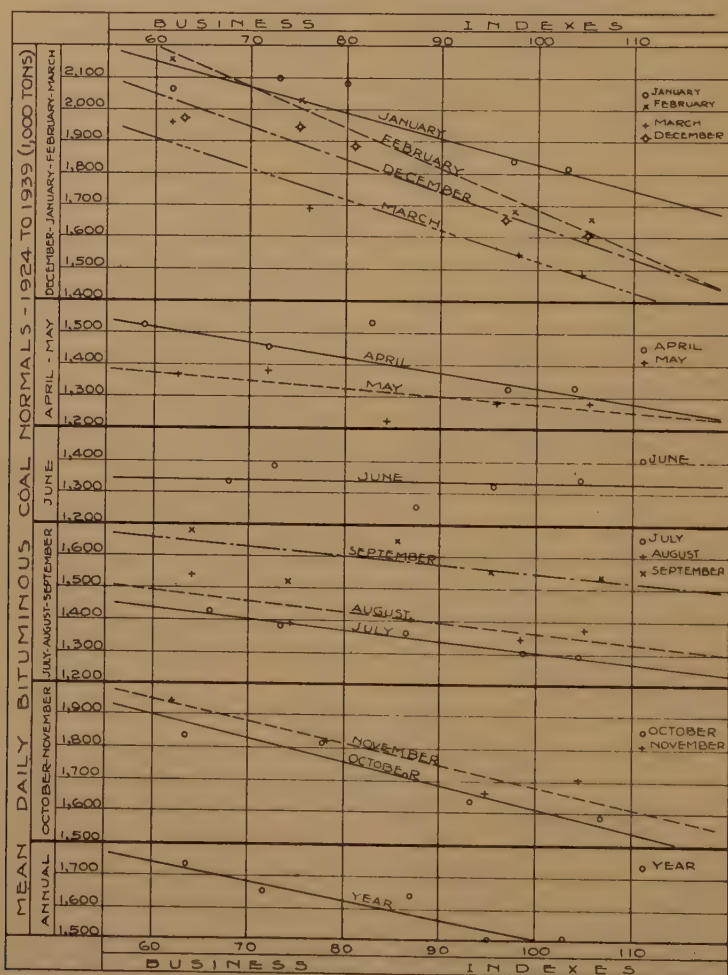 BUSINESS INDEXES
60 70 80 90 100 110
MEAN DAILY BITUMINOUS COAL NORMALS - 1924 TO 1939 (1,000 TONS)
DECEMBER-JANUARY-FEBRUARY-MARCH
2,100
2,000
1,900
1,800
1,700
1,600
1,500
1,400
JANUARY
FEBRUARY
DECEMBER
MARCH
o JANUARY
x FEBRUARY
+ MARCH
DECEMBER
APRIL - MAY
1,500
1,400
1,300
1,200
APRIL
MAY
o APRIL
+ MAY
JUNE
1,400
1,300
1,200
JUNE
o JUNE
JULY-AUGUST-SEPTEMBER
1,600
1,500
1,400
1,300
1,200
SEPTEMBER
AUGUST
JULY
o JULY
+ AUGUST
x SEPTEMBER
OCTOBER-NOVEMBER
1,900
1,800
1,700
1,600
1,500
NOVEMBER
OCTOBER
o OCTOBER
+ NOVEMBER
ANNUAL
1,700
1,600
1,500
YEAR
o YEAR
60 70 80 90 100 110
BUSINESS INDEXES